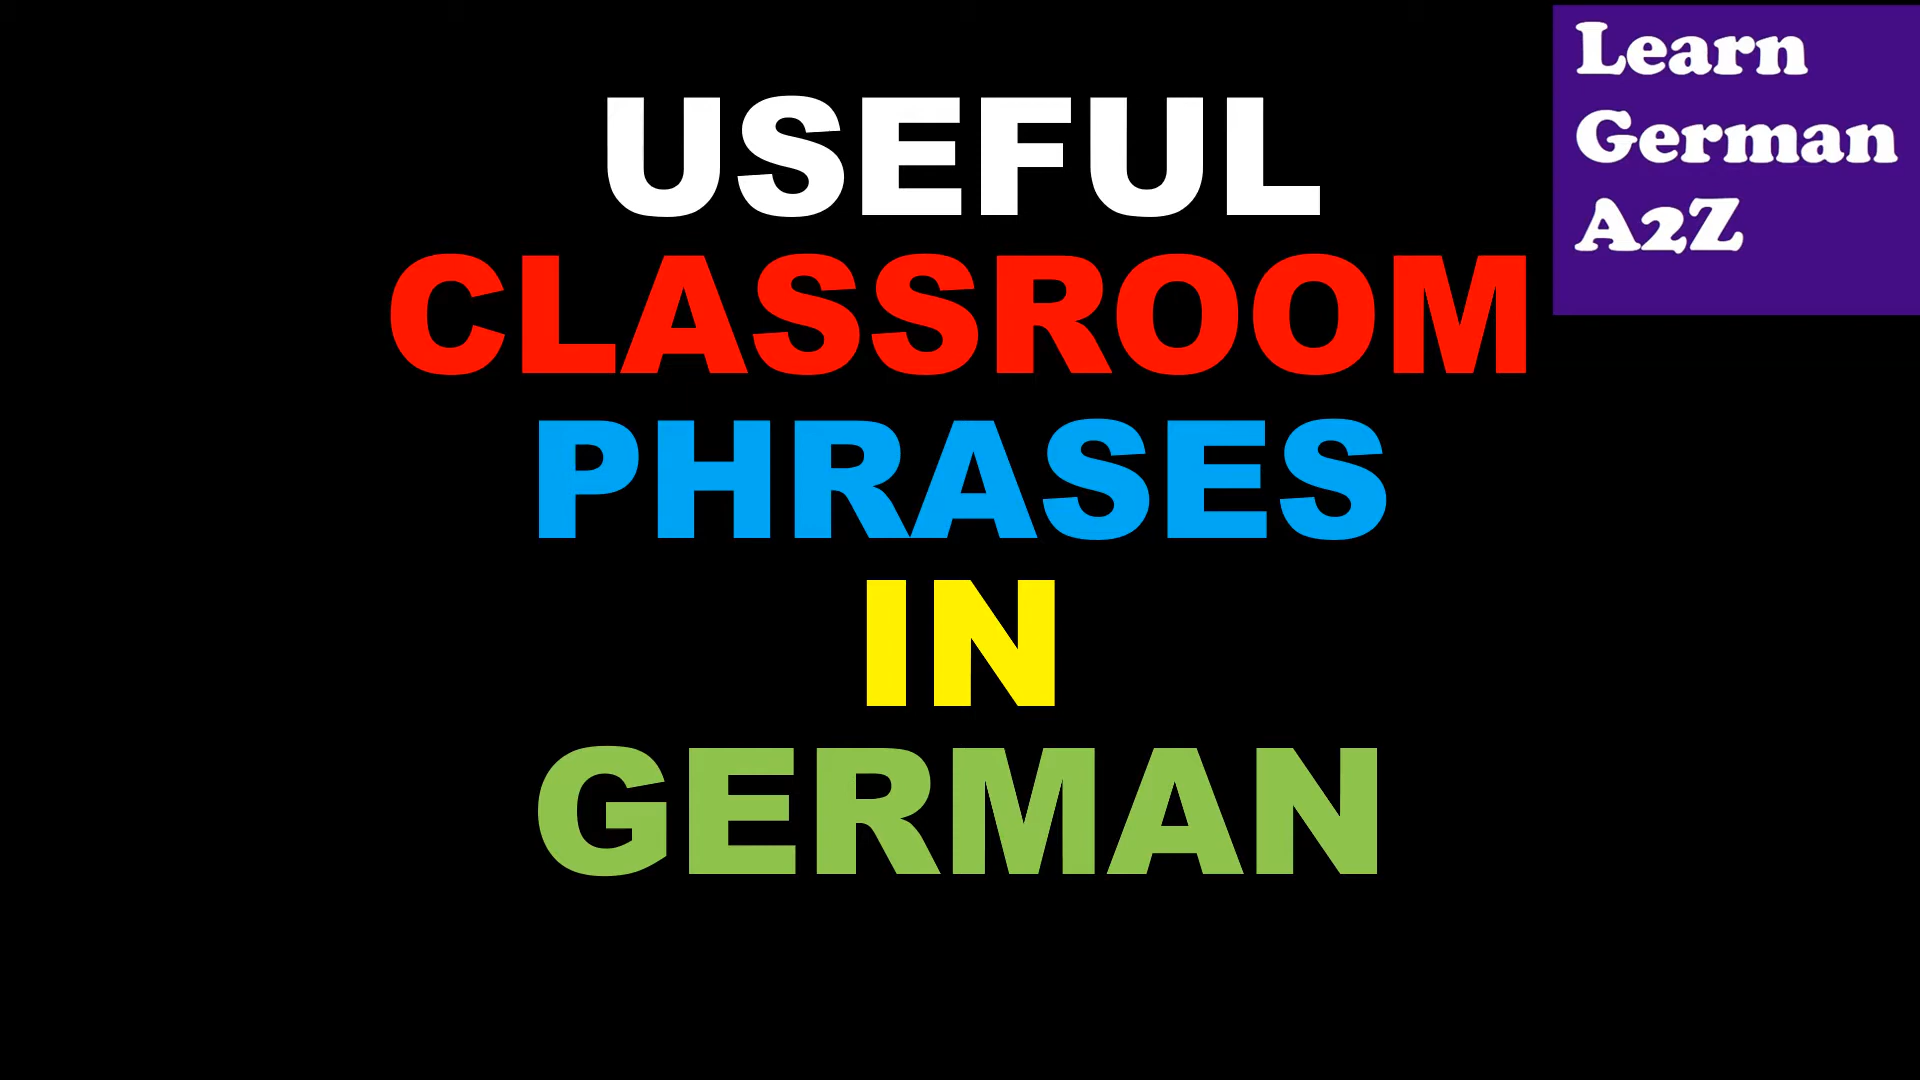 USEFUL
CLASSROOM
PHRASES
IN
GERMAN
Learn
German
A2Z